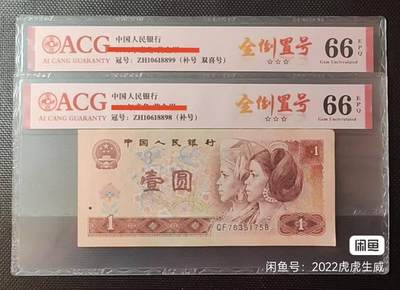 ACG
AI CANG GUARANTY
中国人民银行
冠号：ZH10618899（补号 双喜号）
全倒置号
☆☆☆
66 EPQ
Gem Uncirculated
ACG
AI CANG GUARANTY
中国人民银行
冠号：ZH10618898（补号）
全倒置号
☆☆☆
66 EPQ
Gem Uncirculated
中国人民银行
壹圆
1
1
QF76351758
闲鱼
闲鱼号：2022虎虎生威